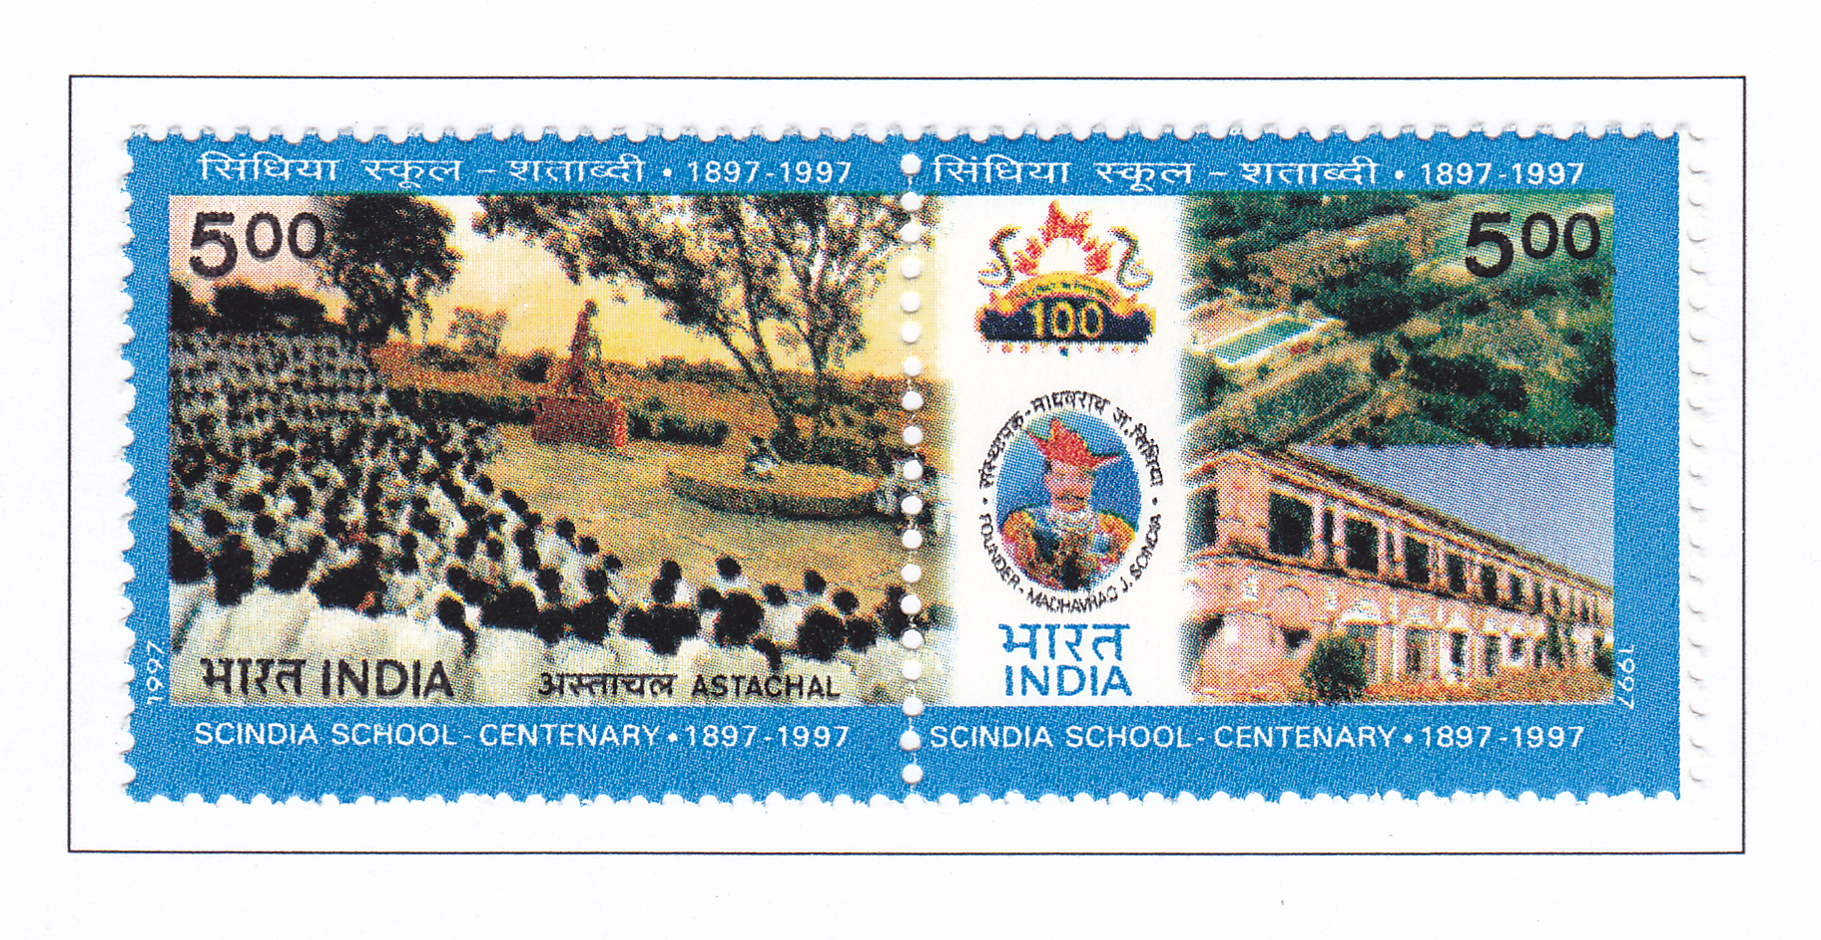 सिंधिया स्कूल - शताब्दी • 1897-1997
500
1997
भारत INDIA
अस्ताचल ASTACHAL
SCINDIA SCHOOL - CENTENARY • 1897-1997
सिंधिया स्कूल - शताब्दी • 1897-1997
500
100
• संस्थापक - माधवराव ज. सिंधिया •
FOUNDER - MADHAVRAO J. SCINDIA
भारत
INDIA
1997
SCINDIA SCHOOL - CENTENARY • 1897-1997